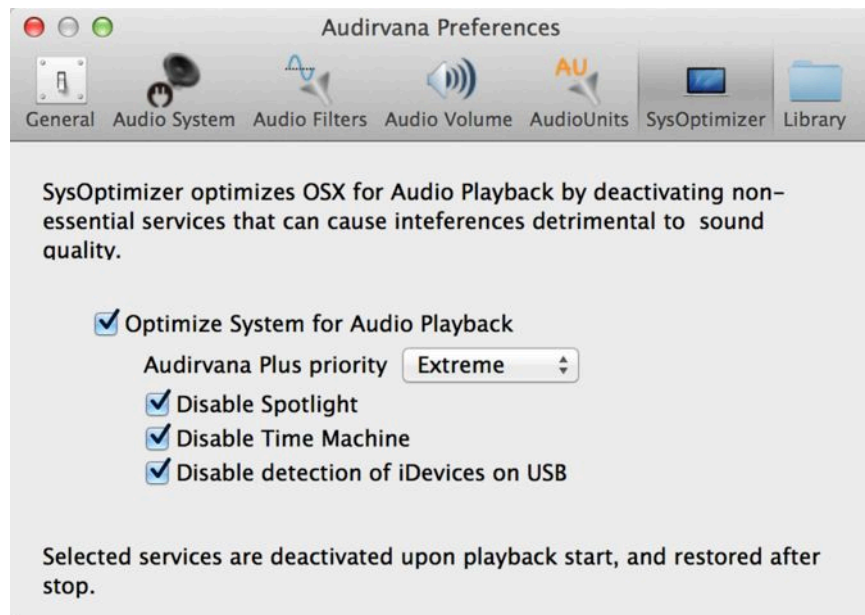 Audirvana Preferences
AU
General Audio System Audio Filters Audio Volume AudioUnits SysOptimizer Library
SysOptimizer optimizes OSX for Audio Playback by deactivating non-
essential services that can cause inteferences detrimental to sound
quality.
Optimize System for Audio Playback
Audirvana Plus priority Extreme
Disable Spotlight
Disable Time Machine
Disable detection of iDevices on USB
Selected services are deactivated upon playback start, and restored after
stop.